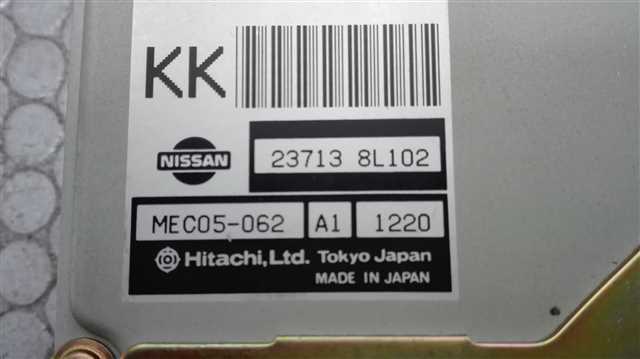 KK
NISSAN
23713 8L102
MEC05-062 A1 1220
Hitachi, Ltd. Tokyo Japan
MADE IN JAPAN